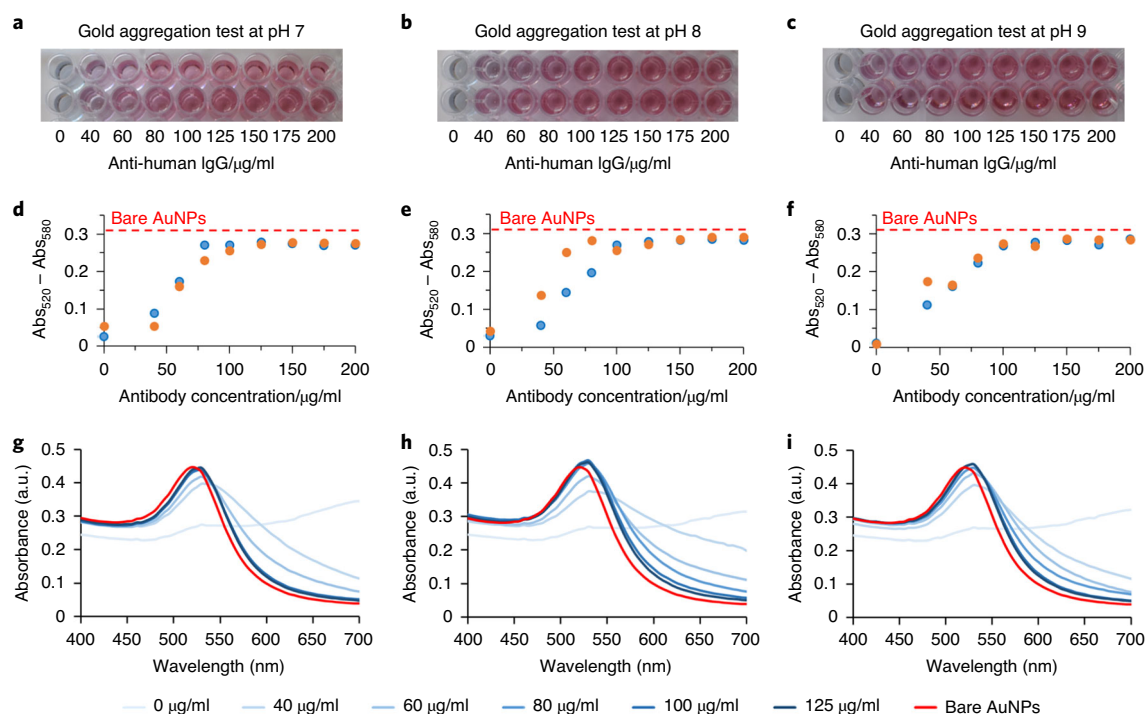 a
Gold aggregation test at pH 7
0 40 60 80 100 125 151 175 200
Anti-human IgG/μg/ml
b
Gold aggregation test at pH 8
0 40 60 80 100 125 151 175 200
Anti-human IgG/μg/ml
c
Gold aggregation test at pH 9
0 40 60 80 100 125 151 175 200
Anti-human IgG/μg/ml
d
Bare AuNPs
Abs520 – Abs580
0.3
0.2
0.1
0
0 50 100 150 200
Antibody concentration/μg/ml
e
Bare AuNPs
Abs520 – Abs580
0.3
0.2
0.1
0
0 50 100 150 200
Antibody concentration/μg/ml
f
Bare AuNPs
Abs520 – Abs580
0.3
0.2
0.1
0
0 50 100 150 200
Antibody concentration/μg/ml
g
Absorbance (a.u.)
0.5
0.4
0.3
0.2
0.1
0
400 450 500 550 600 650 700
Wavelength (nm)
h
Absorbance (a.u.)
0.5
0.4
0.3
0.2
0.1
0
400 450 500 550 600 650 700
Wavelength (nm)
i
Absorbance (a.u.)
0.5
0.4
0.3
0.2
0.1
0
400 450 500 550 600 650 700
Wavelength (nm)
0 μg/ml 40 μg/ml 60 μg/ml 80 μg/ml 100 μg/ml 125 μg/ml Bare AuNPs